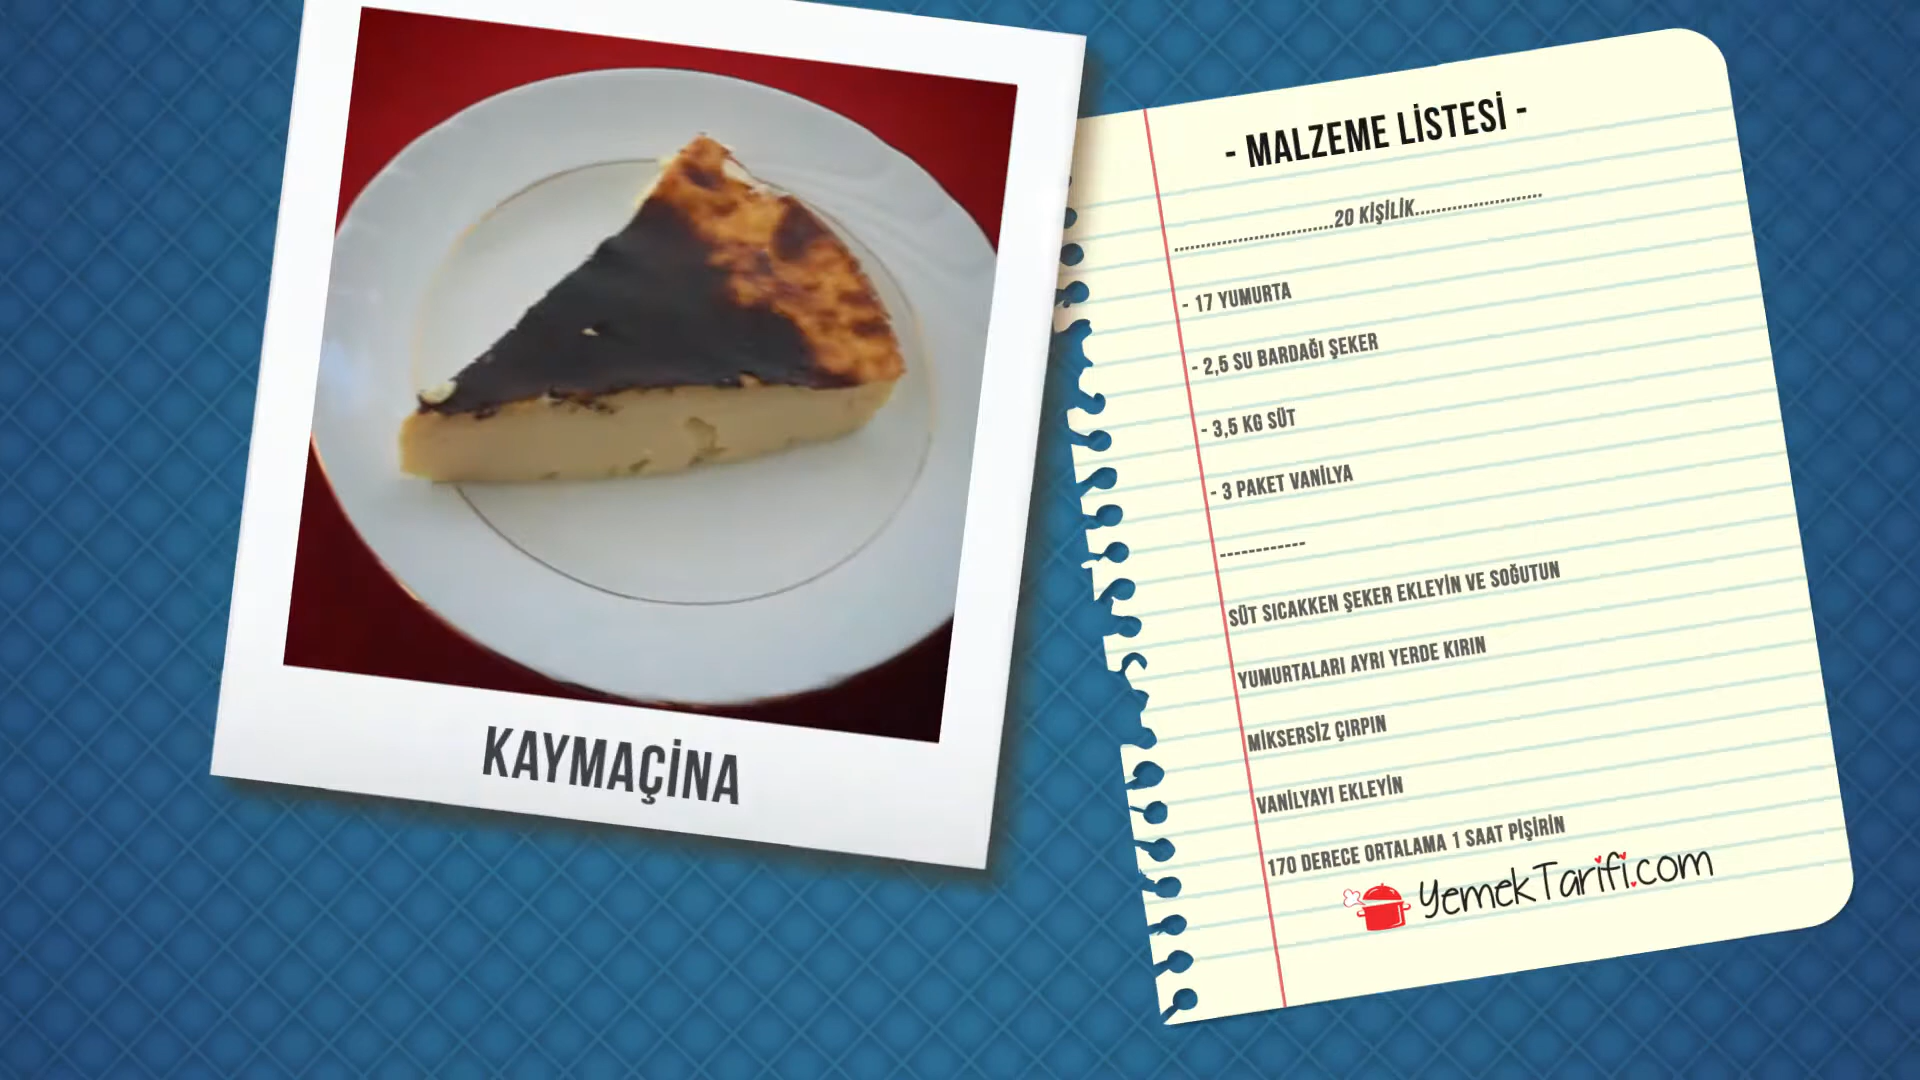 KAYMAÇİNA
- MALZEME LİSTESİ -
...............................20 KİŞİLİK.........................
- 17 YUMURTA
- 2,5 SU BARDAĞI ŞEKER
- 3,5 KG SÜT
- 3 PAKET VANİLYA
------------
SÜT SICAKKEN ŞEKER EKLEYİN VE SOĞUTUN
YUMURTALARI AYRI YERDE KIRIN
MİKSERSİZ ÇIRPIN
VANİLYAYI EKLEYİN
170 DERECE ORTALAMA 1 SAAT PİŞİRİN
YemekTarifi.com